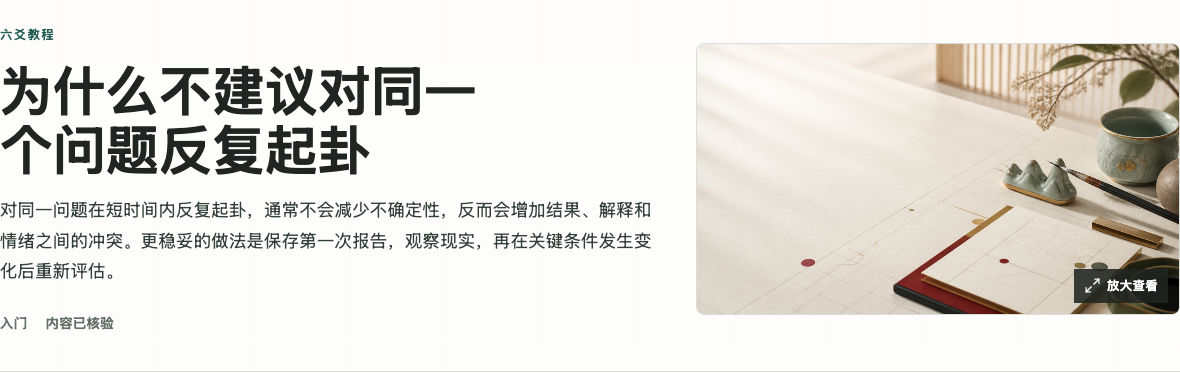 六爻教程
为什么不建议对同一
个问题反复起卦
对同一问题在短时间内反复起卦，通常不会减少不确定性，反而会增加结果、解释和
情绪之间的冲突。更稳妥的做法是保存第一次报告，观察现实，再在关键条件发生变
化后重新评估。
入门 内容已核验
放大查看